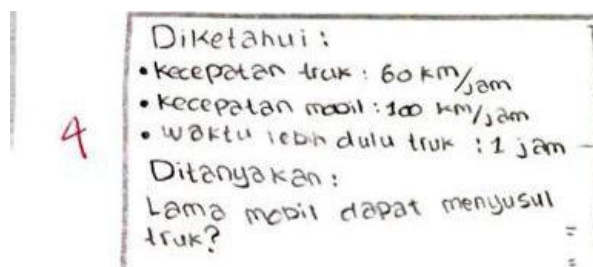 Diketahui :
• Kecepatan truk : 60 km/jam
• Kecepatan mobil : 100 km/jam
4
• Waktu lebih dulu truk : 1 jam
Ditanyakan :
Lama mobil dapat menyusul
truk?